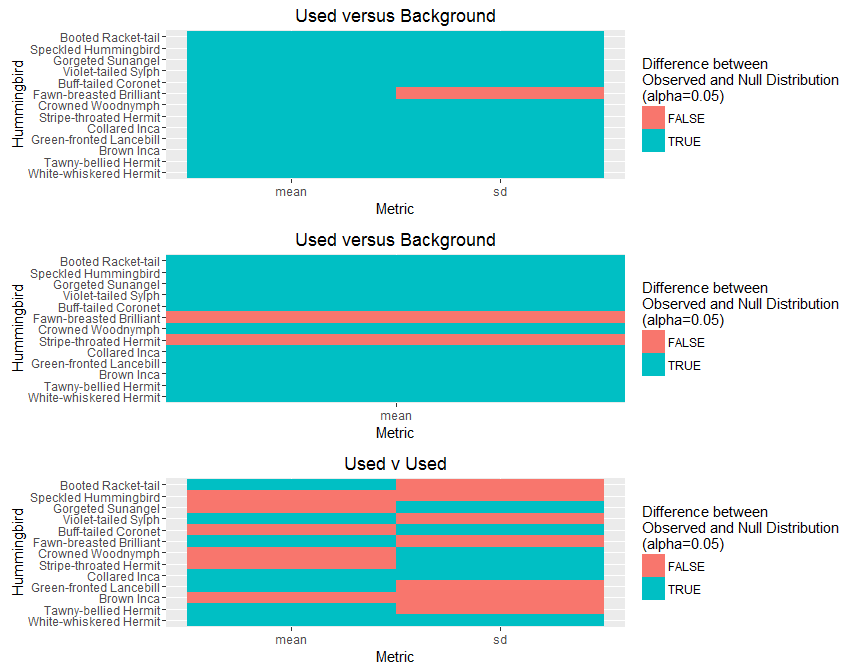 Used versus Background
Hummingbird
Booted Racket-tail
Speckled Hummingbird
Gorgeted Sunangel
Violet-tailed Sylph
Buff-tailed Coronet
Fawn-breasted Brilliant
Crowned Woodnymph
Stripe-throated Hermit
Collared Inca
Green-fronted Lancebill
Brown Inca
Tawny-bellied Hermit
White-whiskered Hermit
mean
sd
Metric
Difference between
Observed and Null Distribution
(alpha=0.05)
FALSE
TRUE
Used versus Background
Hummingbird
Booted Racket-tail
Speckled Hummingbird
Gorgeted Sunangel
Violet-tailed Sylph
Buff-tailed Coronet
Fawn-breasted Brilliant
Crowned Woodnymph
Stripe-throated Hermit
Collared Inca
Green-fronted Lancebill
Brown Inca
Tawny-bellied Hermit
White-whiskered Hermit
mean
Metric
Difference between
Observed and Null Distribution
(alpha=0.05)
FALSE
TRUE
Used v Used
Hummingbird
Booted Racket-tail
Speckled Hummingbird
Gorgeted Sunangel
Violet-tailed Sylph
Buff-tailed Coronet
Fawn-breasted Brilliant
Crowned Woodnymph
Stripe-throated Hermit
Collared Inca
Green-fronted Lancebill
Brown Inca
Tawny-bellied Hermit
White-whiskered Hermit
mean
sd
Metric
Difference between
Observed and Null Distribution
(alpha=0.05)
FALSE
TRUE